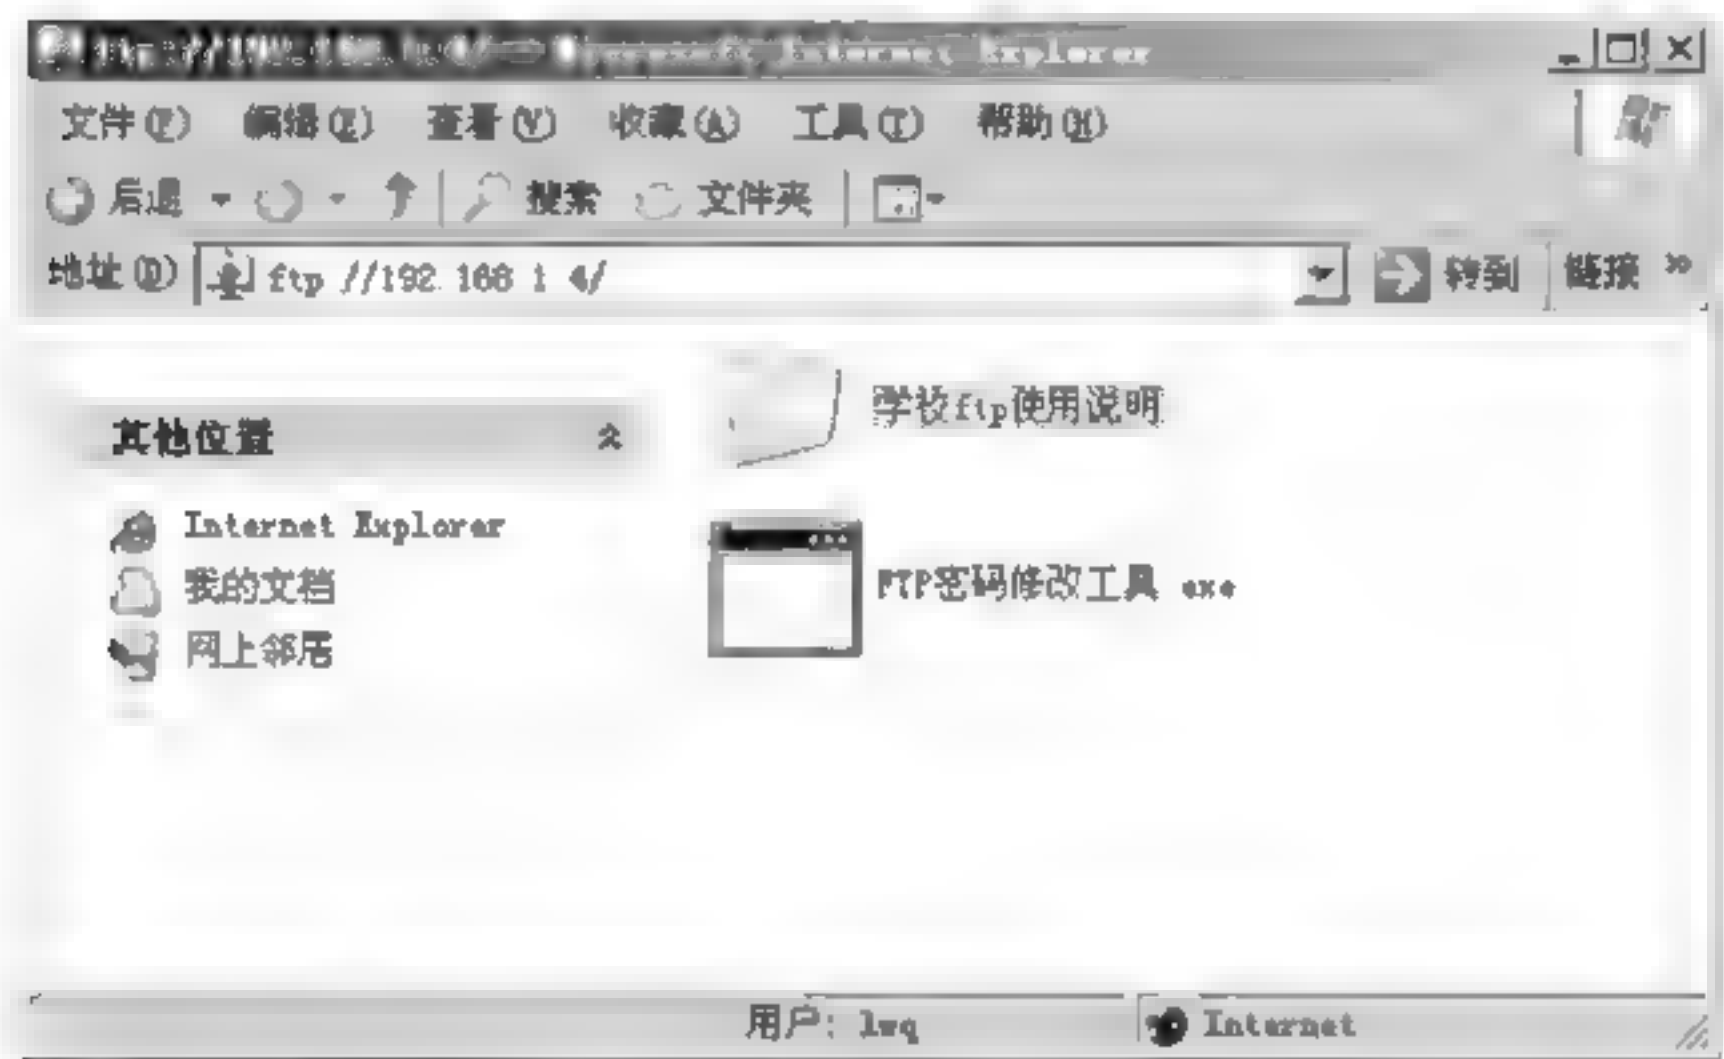 Internet Explorer
文件(F) 编辑(E) 查看(V) 收藏(A) 工具(T) 帮助(H)
后退 搜索 文件夹
地址(D) ftp //192.168 1 4/ 转到 链接 »
其他位置
Internet Explorer
我的文档
网上邻居
学校ftp使用说明
FTP密码修改工具 exe
用户: lwq Internet